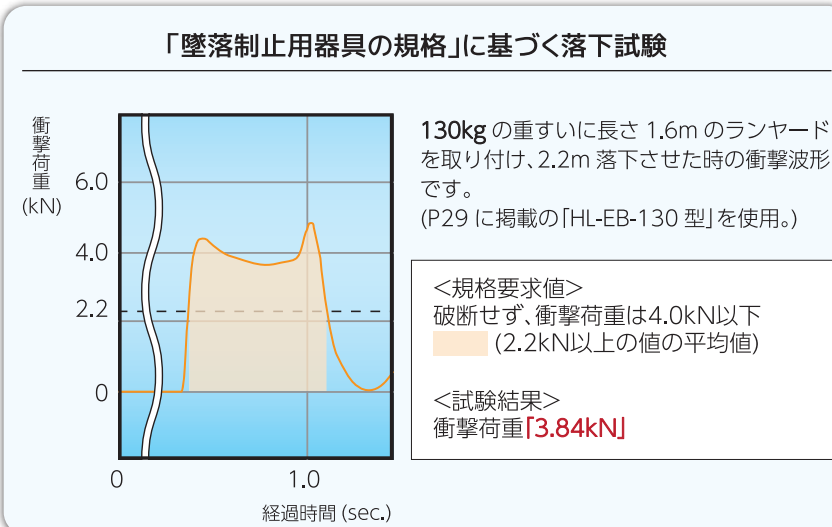 「墜落制止用器具の規格」に基づく落下試験
衝撃荷重
(kN)
6.0
4.0
2.2
0
0
1.0
経過時間 (sec.)
130kg の重すいに長さ 1.6m のランヤード
を取り付け、2.2m 落下させた時の衝撃波形
です。
(P29 に掲載の「HL-EB-130 型」を使用。)
<規格要求値>
破断せず、衝撃荷重は4.0kN以下
(2.2kN以上の値の平均値)
<試験結果>
衝撃荷重「3.84kN」